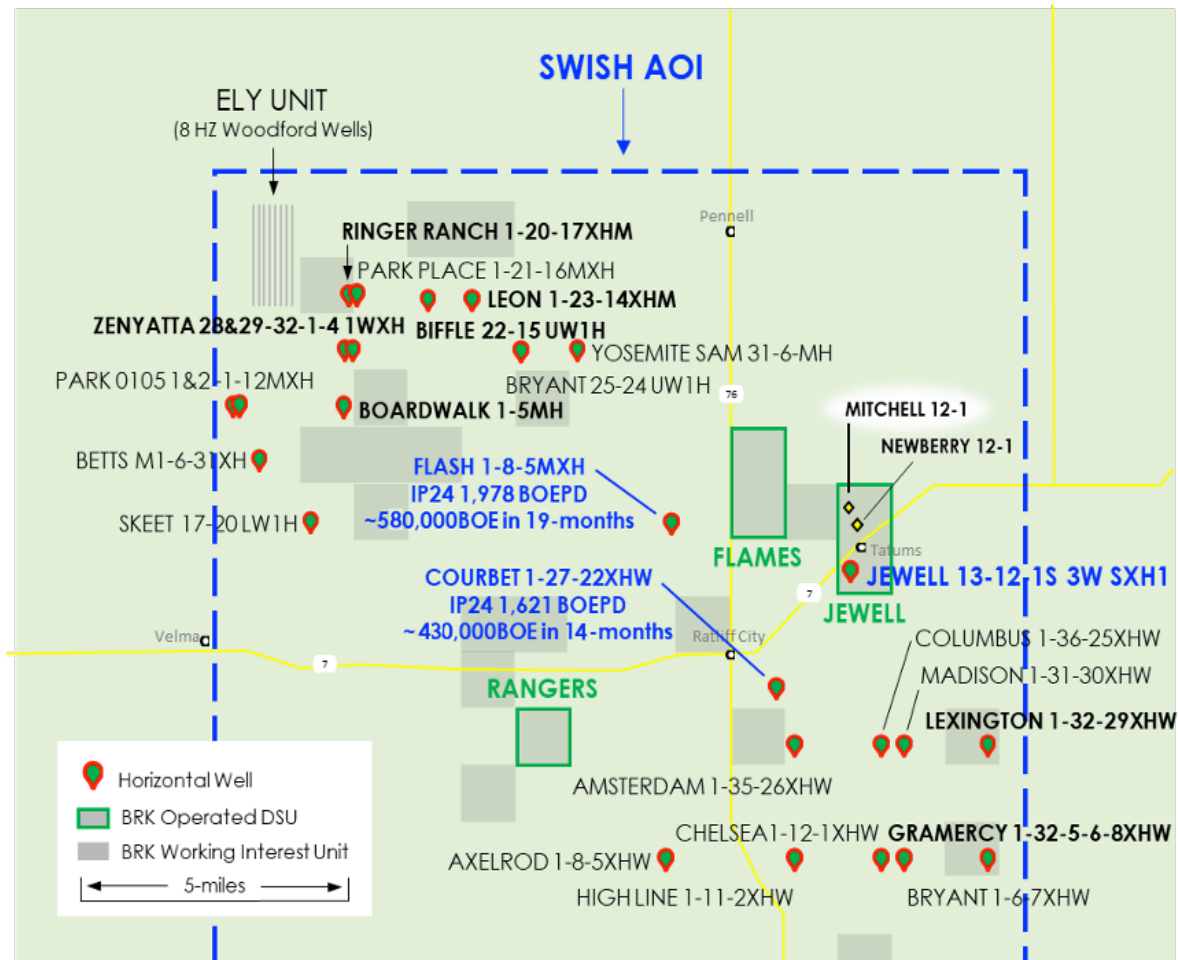 SWISH AOI
ELY UNIT
(8 HZ Woodford Wells)
Pennell
RINGER RANCH 1-20-17XHM
PARK PLACE 1-21-16MXH
LEON 1-23-14XHM
ZENYATTA 28&29-32-1-4 1WXH
BIFFLE 22-15 UW1H
YOSEMITE SAM 31-6-MH
PARK 0105 1&2-1-12MXH
BRYANT 25-24 UW1H
76
BOARDWALK 1-5MH
MITCHELL 12-1
NEWBERRY 12-1
BETTS M1-6-31XH
FLASH 1-8-5MXH
IP24 1,978 BOEPD
~580,000BOE in 19-months
SKEET 17-20 LW1H
FLAMES
Tatums
JEWELL 13-12-1S 3W SXH1
COURBET 1-27-22XHW
IP24 1,621 BOEPD
~430,000BOE in 14-months
7
JEWELL
Velma
Ratliff City
COLUMBUS 1-36-25XHW
7
MADISON 1-31-30XHW
RANGERS
LEXINGTON 1-32-29XHW
Horizontal Well
AMSTERDAM 1-35-26XHW
BRK Operated DSU
CHELSEA1-12-1XHW
GRAMERCY 1-32-5-6-8XHW
BRK Working Interest Unit
AXELROD 1-8-5XHW
5-miles
HIGH LINE 1-11-2XHW
BRYANT 1-6-7XHW